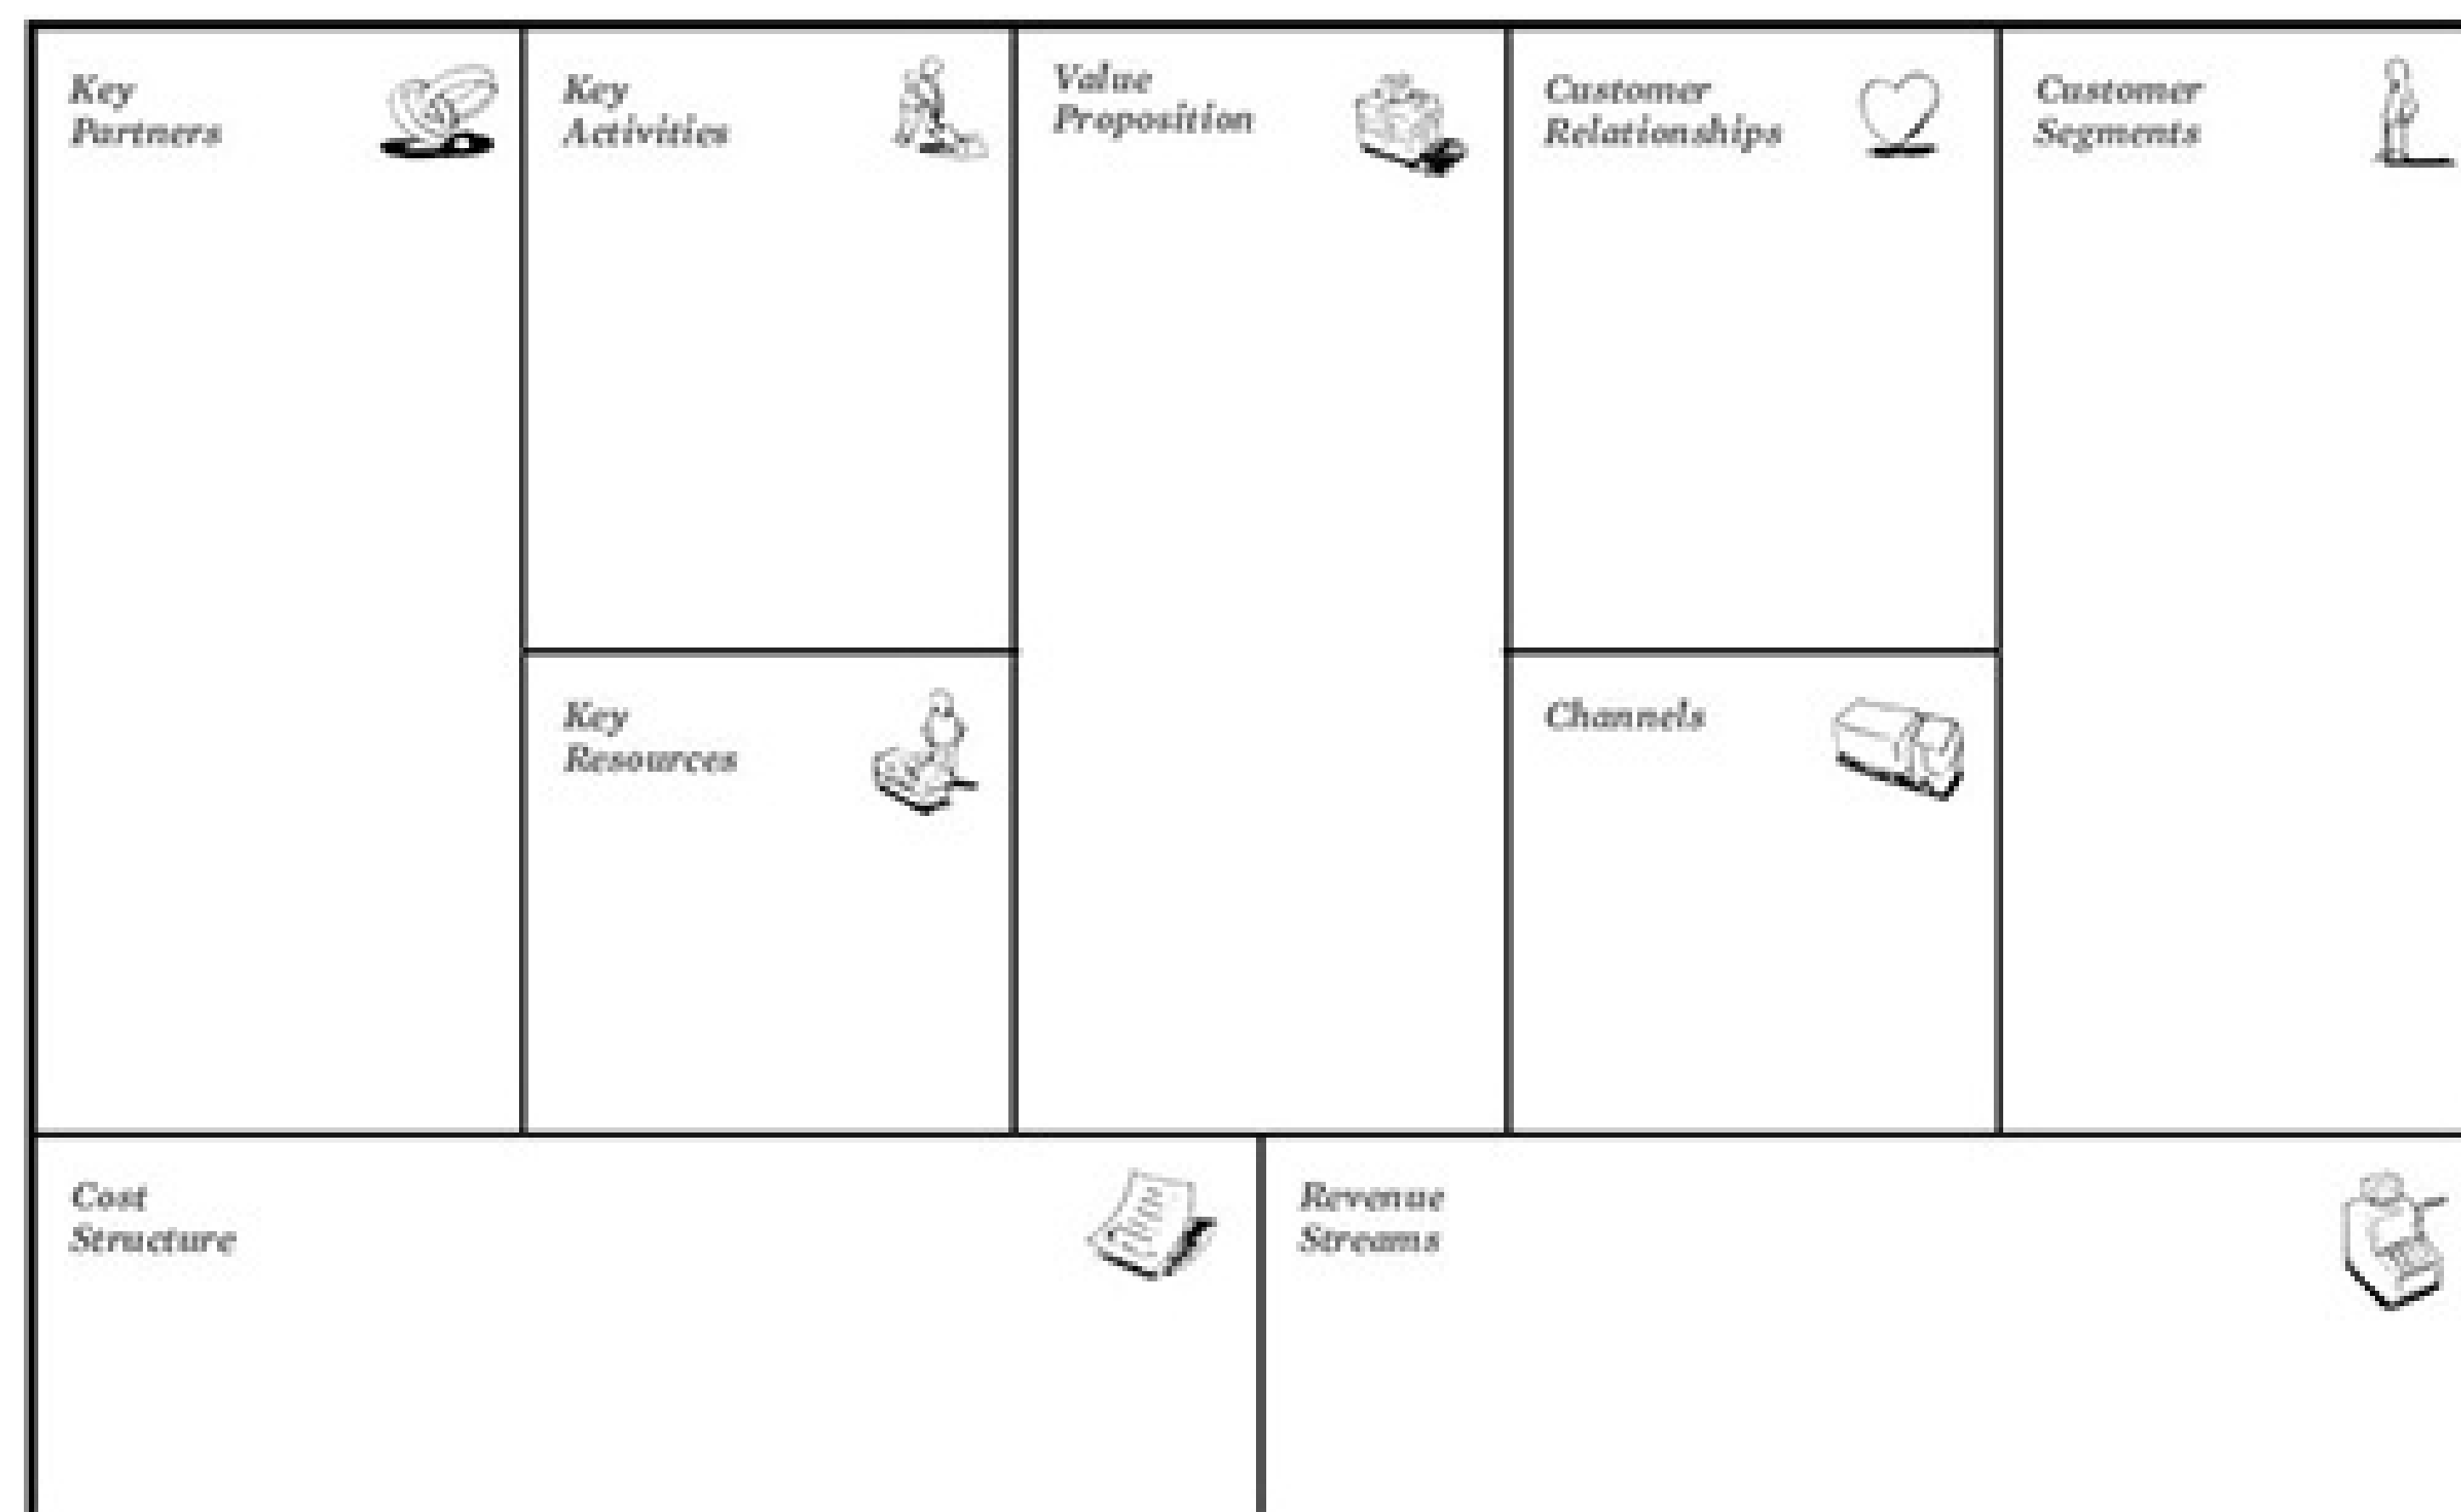 Key
Partners
Key
Activities
Value
Proposition
Customer
Relationships
Customer
Segments
Key
Resources
Channels
Cost
Structure
Revenue
Streams